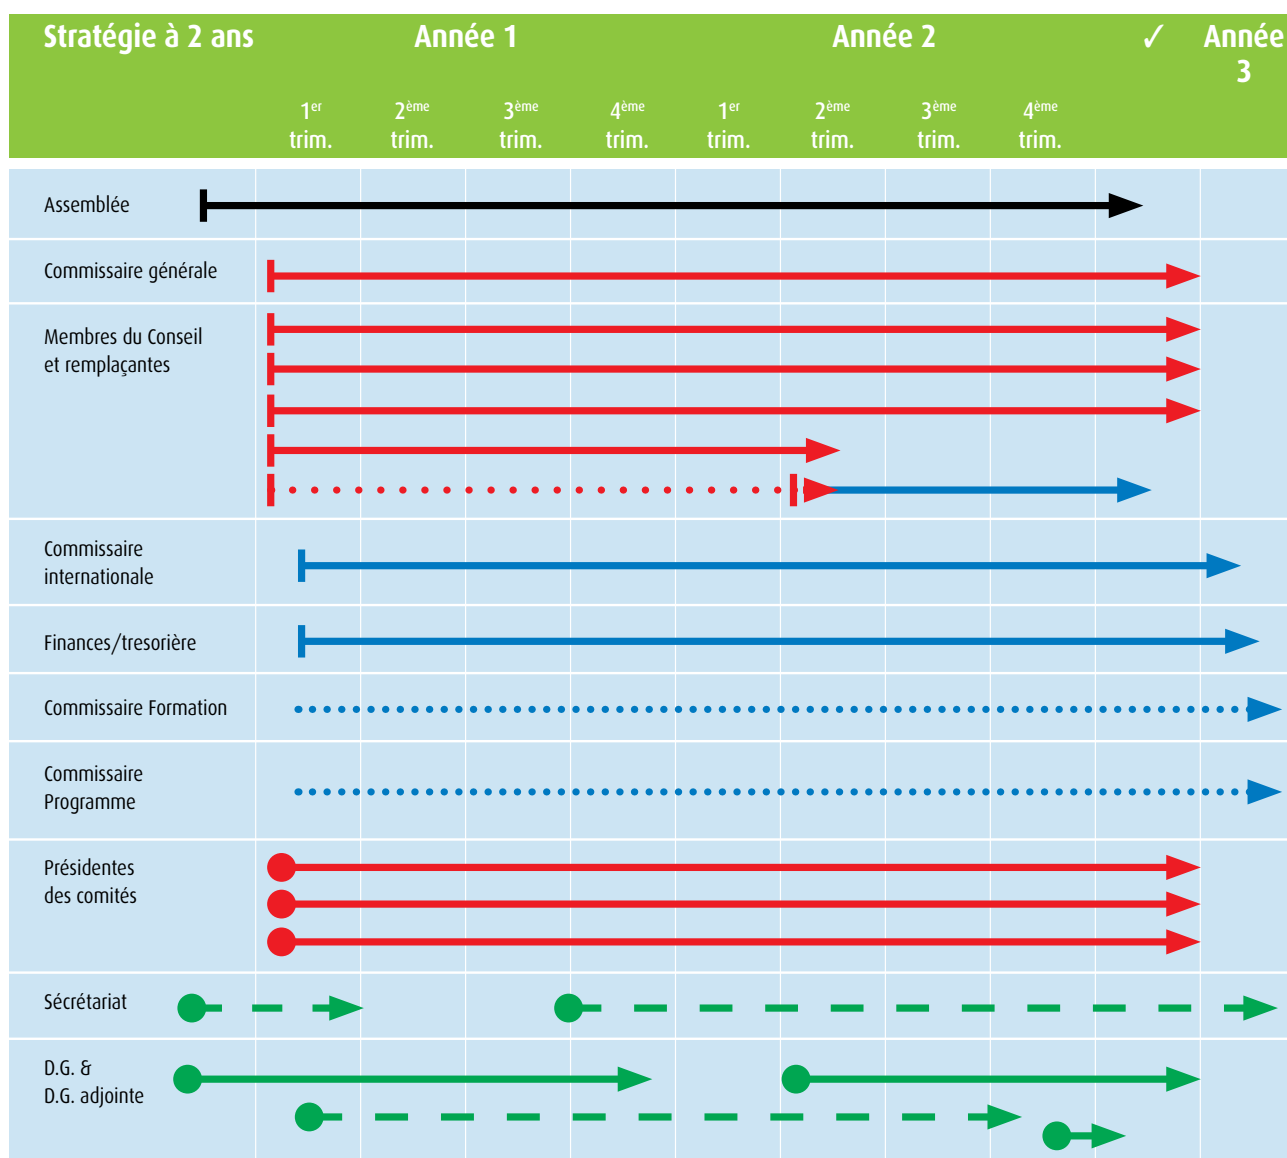 Stratégie à 2 ans Année 1 Année 2 ✓ Année
3
1er 2ème 3ème 4ème 1er 2ème 3ème 4ème
trim. trim. trim. trim. trim. trim. trim. trim.
Assemblée
Commissaire générale
Membres du Conseil
et remplaçantes
Commissaire
internationale
Finances/tresorière
Commissaire Formation
Commissaire
Programme
Présidentes
des comités
Sécrétariat
D.G. &
D.G. adjointe